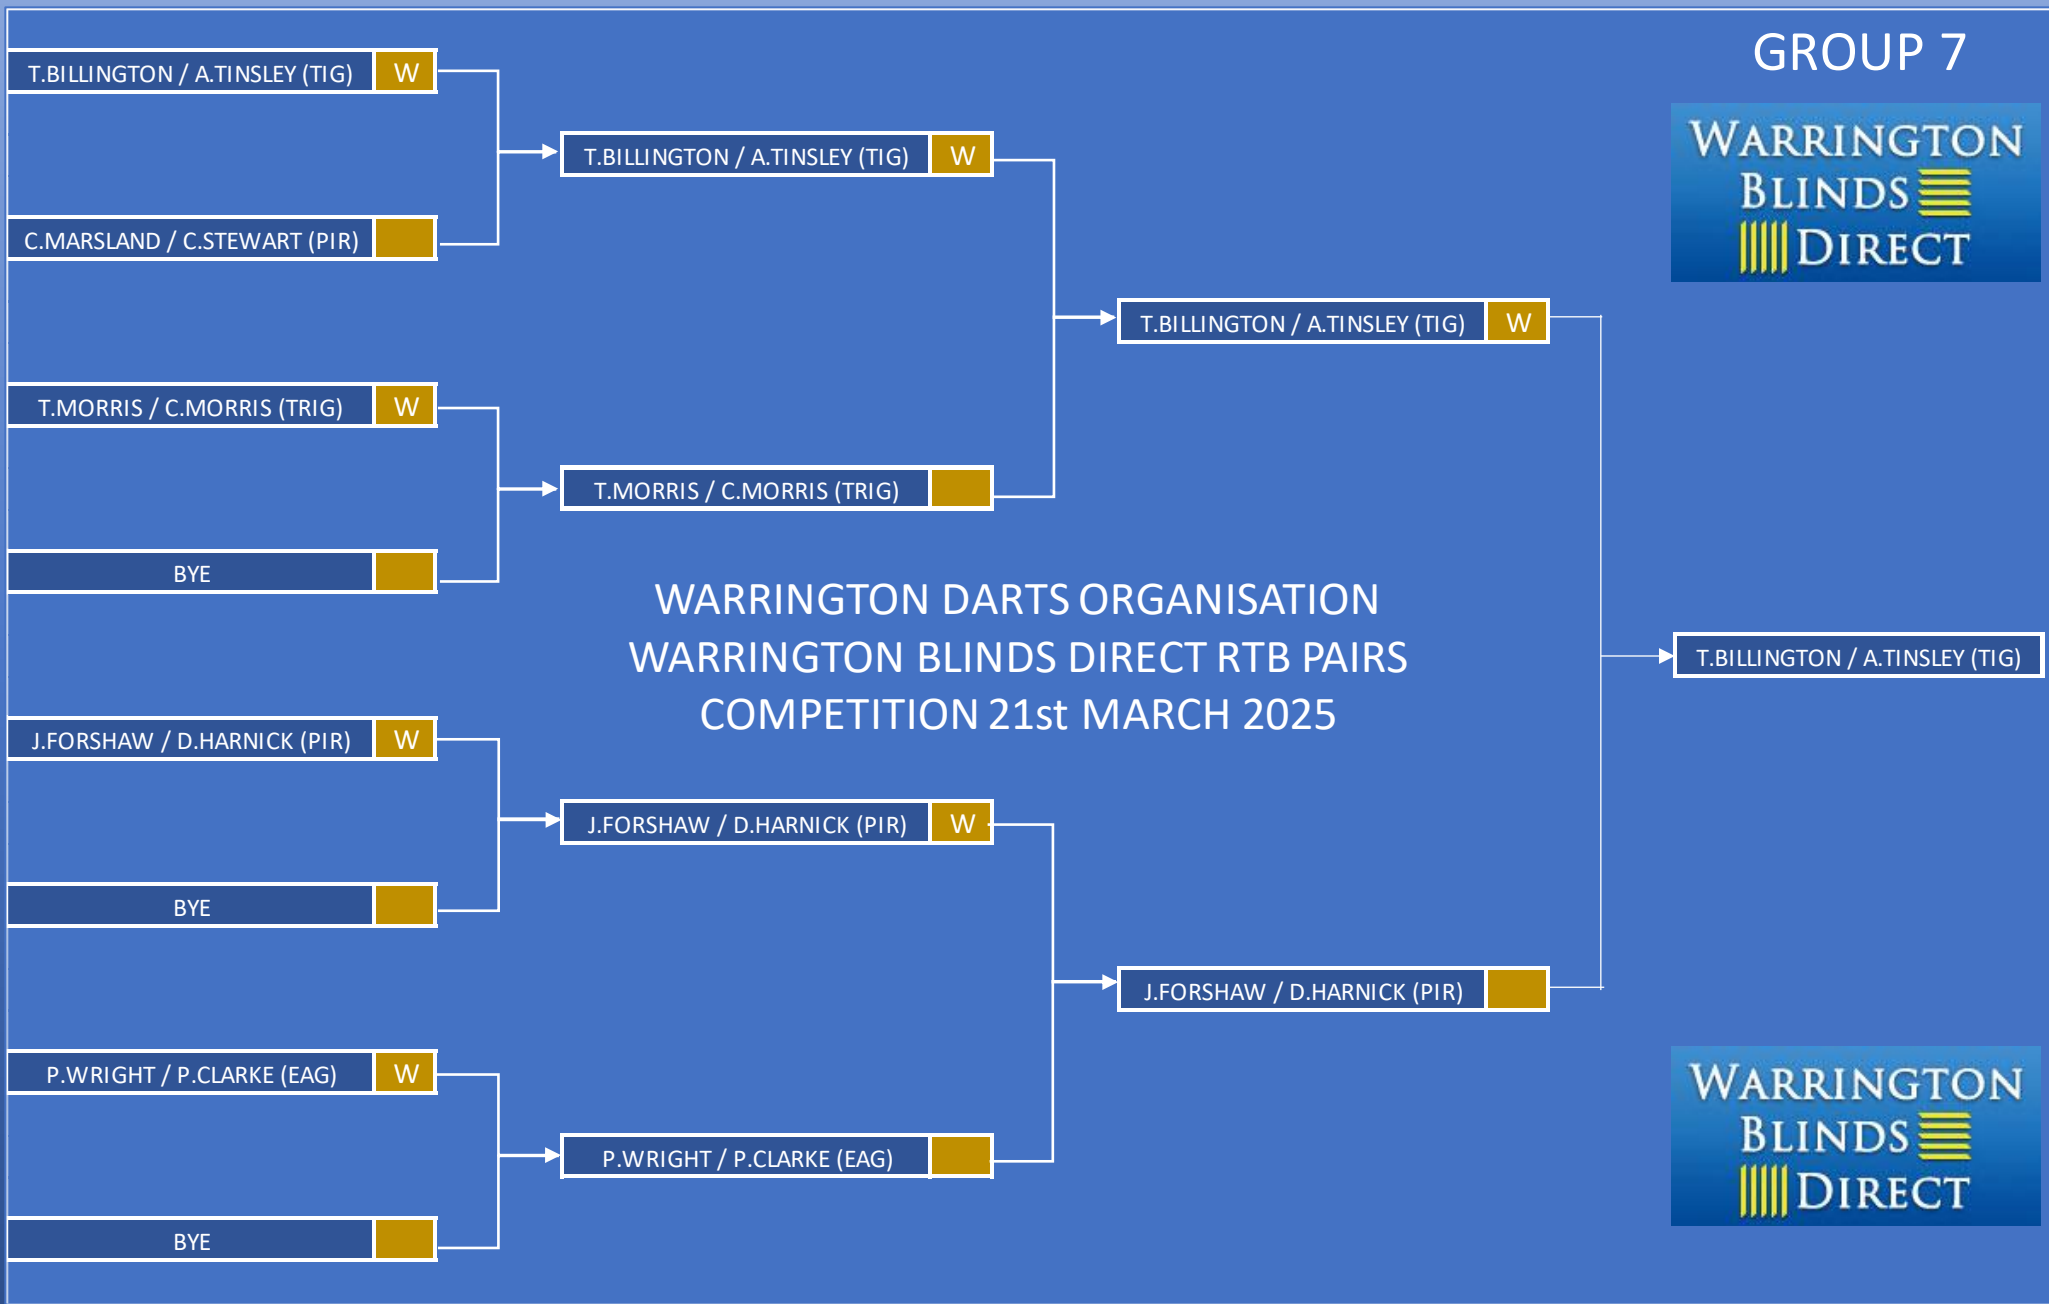 GROUP 7
WARRINGTON
BLINDS
DIRECT
T.BILLINGTON / A.TINSLEY (TIG) W
C.MARSLAND / C.STEWART (PIR)
T.MORRIS / C.MORRIS (TRIG) W
BYE
J.FORSHAW / D.HARNICK (PIR) W
BYE
P.WRIGHT / P.CLARKE (EAG) W
BYE
T.BILLINGTON / A.TINSLEY (TIG) W
T.MORRIS / C.MORRIS (TRIG)
J.FORSHAW / D.HARNICK (PIR) W
P.WRIGHT / P.CLARKE (EAG)
WARRINGTON DARTS ORGANISATION
WARRINGTON BLINDS DIRECT RTB PAIRS
COMPETITION 21st MARCH 2025
T.BILLINGTON / A.TINSLEY (TIG) W
J.FORSHAW / D.HARNICK (PIR)
T.BILLINGTON / A.TINSLEY (TIG)
WARRINGTON
BLINDS
DIRECT